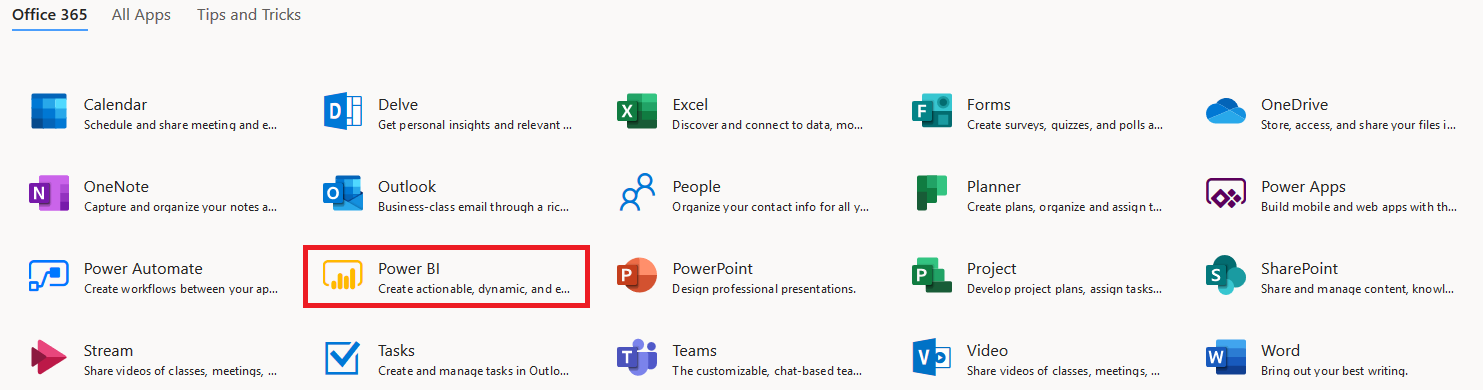 Office 365 All Apps Tips and Tricks
Calendar
Schedule and share meeting and e...
Delve
Get personal insights and relevant ...
Excel
Discover and connect to data, mo...
Forms
Create surveys, quizzes, and polls a...
OneDrive
Store, access, and share your files i...
OneNote
Capture and organize your notes a...
Outlook
Business-class email through a ric...
People
Organize your contact info for all y...
Planner
Create plans, organize and assign t...
Power Apps
Build mobile and web apps with th...
Power Automate
Create workflows between your ap...
Power BI
Create actionable, dynamic, and e...
PowerPoint
Design professional presentations.
Project
Develop project plans, assign tasks...
SharePoint
Share and manage content, knowl...
Stream
Share videos of classes, meetings, ...
Tasks
Create and manage tasks in Outlo...
Teams
The customizable, chat-based tea...
Video
Share videos of classes, meetings, ...
Word
Bring out your best writing.